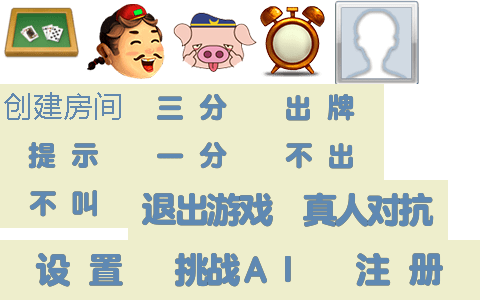 创建房间 三分 出牌
提示 一分 不出
不叫 退出游戏 真人对抗
设置 挑战AI 注册